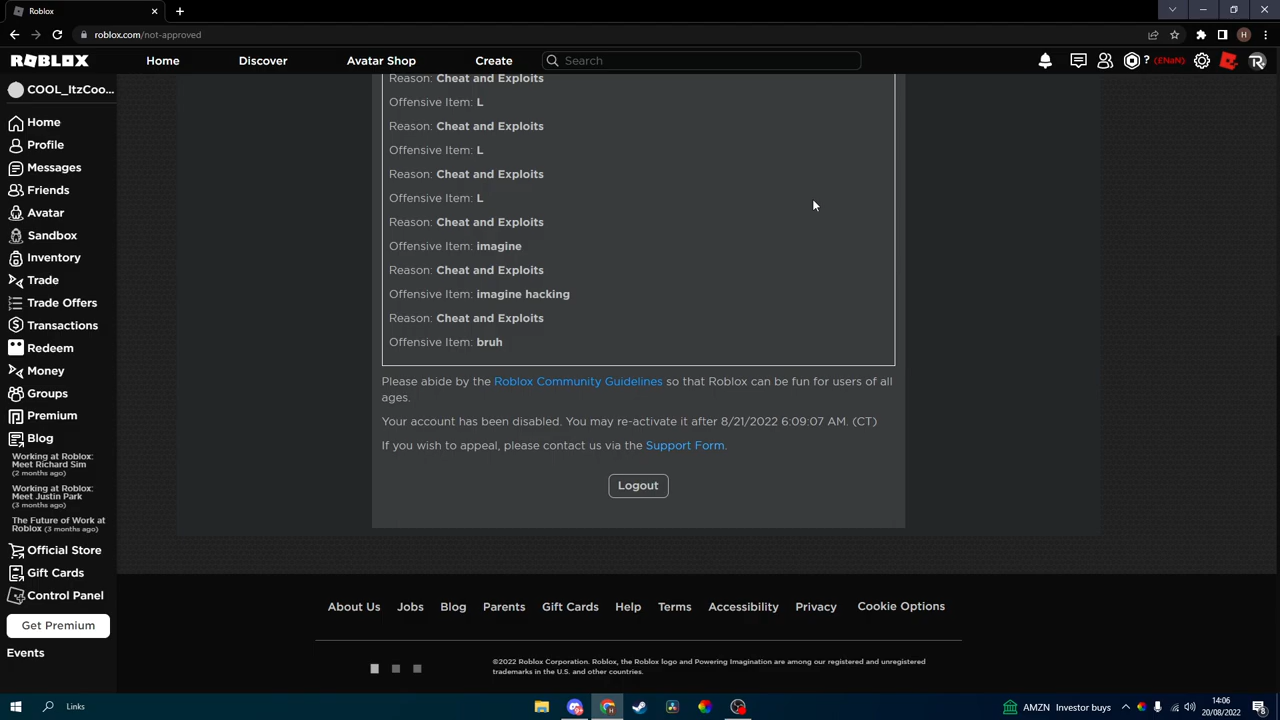 Roblox
roblox.com/not-approved
H
ROBLOX Home Discover Avatar Shop Create Search ? (ENaN)
COOL_ItzCoo...
Home
Profile
Messages
Friends
Avatar
Sandbox
Inventory
Trade
Trade Offers
Transactions
Redeem
Money
Groups
Premium
Blog
Working at Roblox:
Meet Richard Sim
(2 months ago)
Working at Roblox:
Meet Justin Park
(3 months ago)
The Future of Work at
Roblox (3 months ago)
Official Store
Gift Cards
Control Panel
Get Premium
Events
Reason: Cheat and Exploits
Offensive Item: L
Reason: Cheat and Exploits
Offensive Item: L
Reason: Cheat and Exploits
Offensive Item: L
Reason: Cheat and Exploits
Offensive Item: imagine
Reason: Cheat and Exploits
Offensive Item: imagine hacking
Reason: Cheat and Exploits
Offensive Item: bruh
Please abide by the Roblox Community Guidelines so that Roblox can be fun for users of all
ages.
Your account has been disabled. You may re-activate it after 8/21/2022 6:09:07 AM. (CT)
If you wish to appeal, please contact us via the Support Form.
Logout
About Us Jobs Blog Parents Gift Cards Help Terms Accessibility Privacy Cookie Options
©2022 Roblox Corporation. Roblox, the Roblox logo and Powering Imagination are among our registered and unregistered
trademarks in the U.S. and other countries.
Links
AMZN Investor buys
14:06
20/08/2022